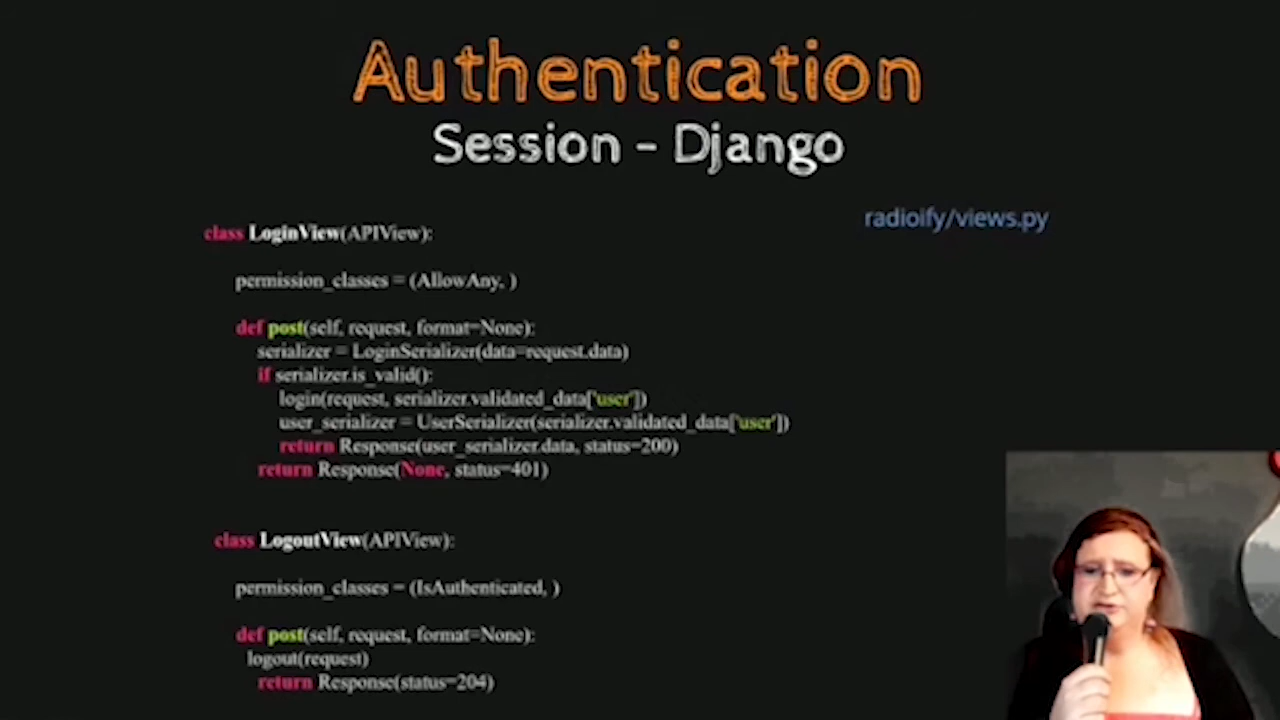 Authentication
Session - Django
radioify/views.py
class LoginView(APIView):
permission_classes = (AllowAny, )
def post(self, request, format=None):
serializer = LoginSerializer(data=request.data)
if serializer.is_valid():
login(request, serializer.validated_data['user'])
user_serializer = UserSerializer(serializer.validated_data['user'])
return Response(user_serializer.data, status=200)
return Response(None, status=401)
class LogoutView(APIView):
permission_classes = (IsAuthenticated, )
def post(self, request, format=None):
logout(request)
return Response(status=204)